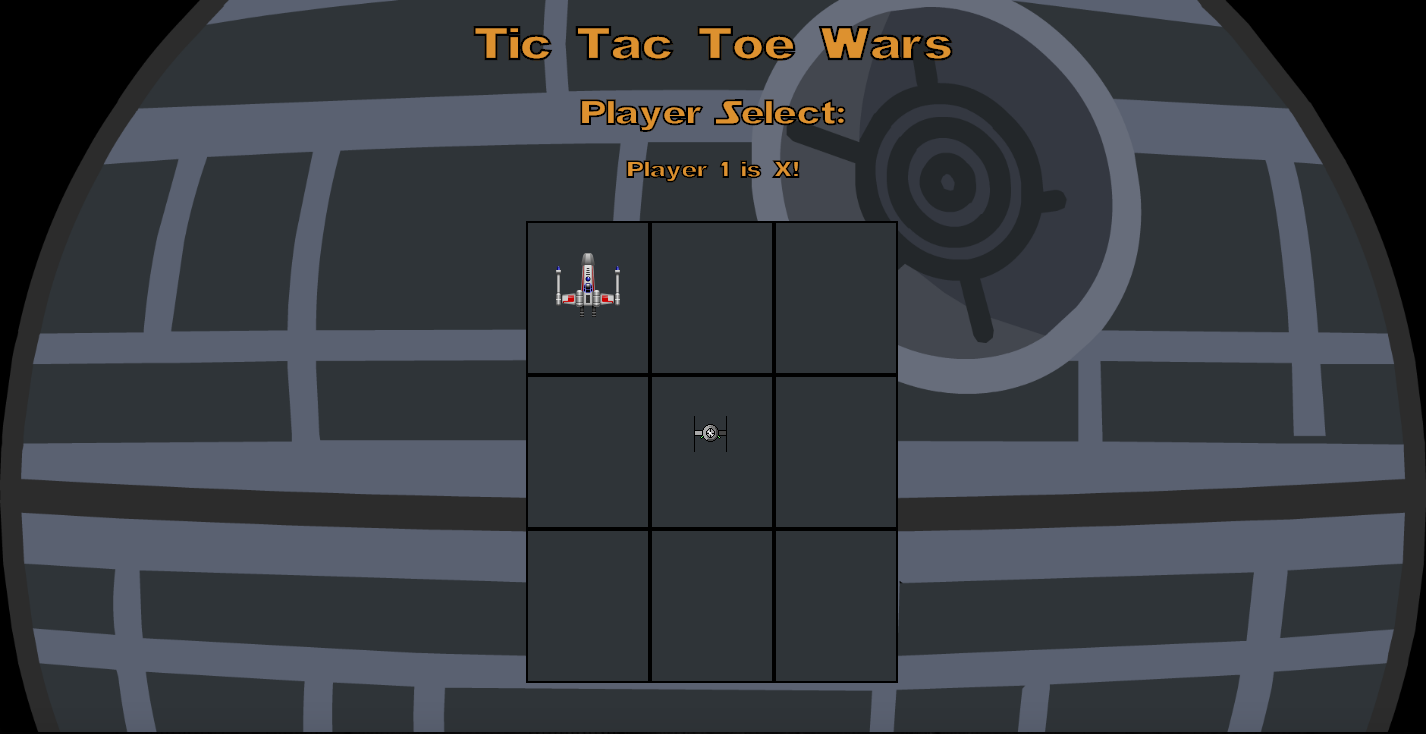 Tic Tac Toe Wars
Player Select:
Player 1 is X!